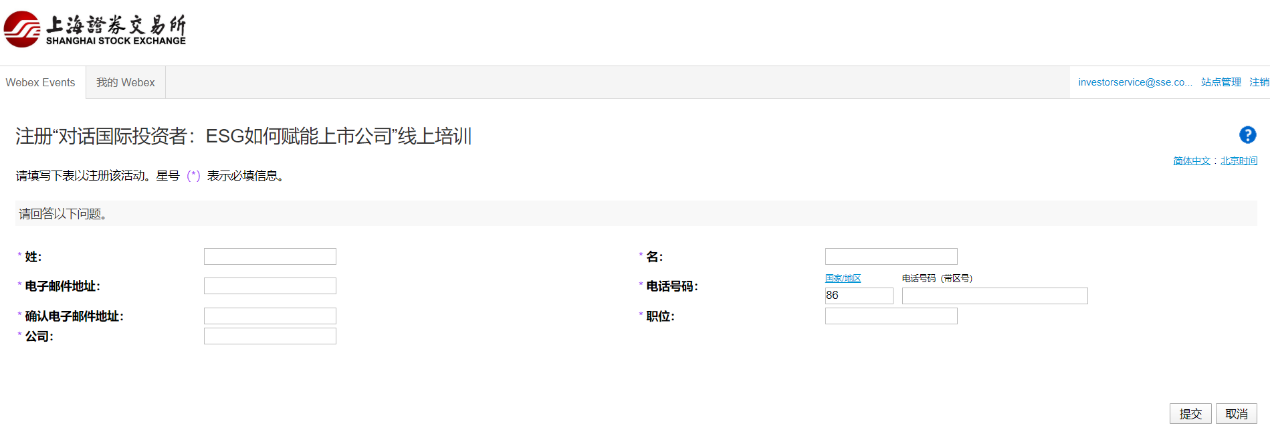 上海證券交易所
SHANGHAI STOCK EXCHANGE
Webex Events 我的 Webex investorservice@sse.co... 站点管理 注销
注册“对话国际投资者：ESG如何赋能上市公司”线上培训 ?
简体中文：北京时间
请填写下表以注册该活动。星号（*）表示必填信息。
请回答以下问题。
* 姓： * 名：
国家/地区 电话号码（带区号）
* 电子邮件地址： * 电话号码： 86
* 确认电子邮件地址： * 职位：
* 公司：
提交 取消